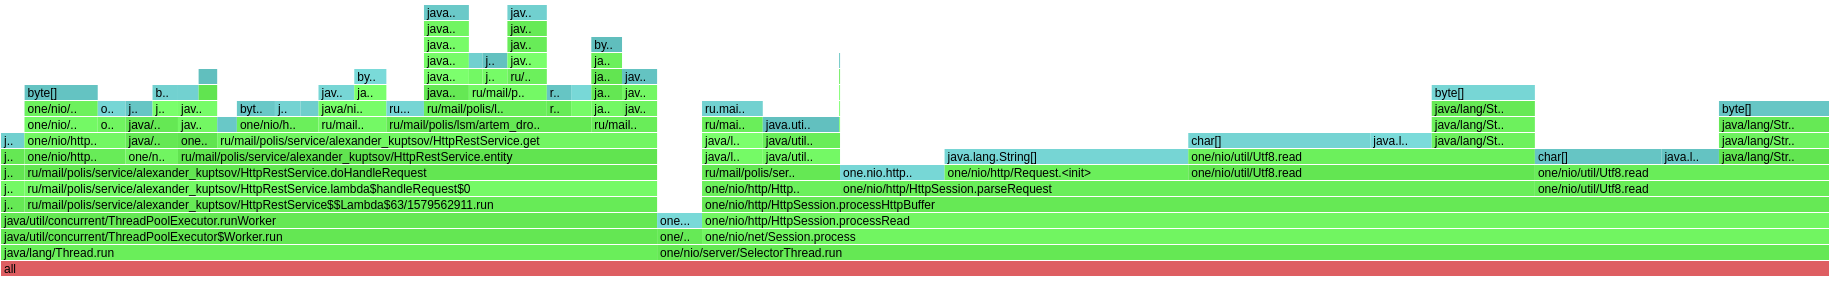 java.. jav..
java.. jav..
java.. jav.. by..
java.. j.. jav.. ja..
by.. java.. j.. ru/.. ja.. jav..
byte[] b.. jav.. ja.. java.. ru/mail/p.. r.. ja.. jav.. byte[]
one/nio/.. o.. j.. j.. jav.. byt.. j.. java/ni.. ru... ru/mail/polis/l.. r.. ja.. jav.. ru.mai.. java/lang/St.. byte[]
one/nio/.. o.. java/.. jav.. one/nio/h.. ru/mail.. ru/mail/polis/lsm/artem_dro.. ru/mail.. ru/mai.. java.uti.. java/lang/St.. java/lang/Str..
j.. one/nio/http.. java/.. one.. ru/mail/polis/service/alexander_kuptsov/HttpRestService.get java/l.. java/util.. char[] java.l.. java/lang/St.. java/lang/Str..
j.. one/nio/http.. one/n.. ru/mail/polis/service/alexander_kuptsov/HttpRestService.entity java/l.. java/util.. java.lang.String[] one/nio/util/Utf8.read char[] java.l.. java/lang/Str..
j.. ru/mail/polis/service/alexander_kuptsov/HttpRestService.doHandleRequest ru/mail/polis/ser.. one.nio.http.. one/nio/http/Request.<init> one/nio/util/Utf8.read one/nio/util/Utf8.read
j.. ru/mail/polis/service/alexander_kuptsov/HttpRestService.lambda$handleRequest$0 one/nio/http/Http.. one/nio/http/HttpSession.parseRequest one/nio/util/Utf8.read
j.. ru/mail/polis/service/alexander_kuptsov/HttpRestService$$Lambda$63/1579562911.run one/nio/http/HttpSession.processHttpBuffer
java/util/concurrent/ThreadPoolExecutor.runWorker one... one/nio/http/HttpSession.processRead
java/util/concurrent/ThreadPoolExecutor$Worker.run one/.. one/nio/net/Session.process
java/lang/Thread.run one/nio/server/SelectorThread.run
all